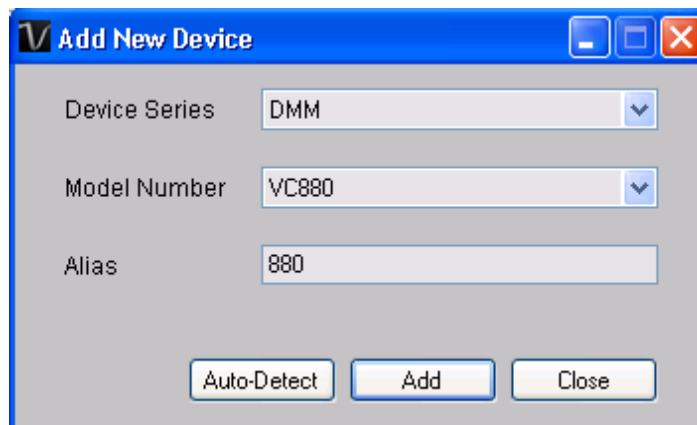 Add New Device
Device Series DMM
Model Number VC880
Alias 880
Auto-Detect Add Close